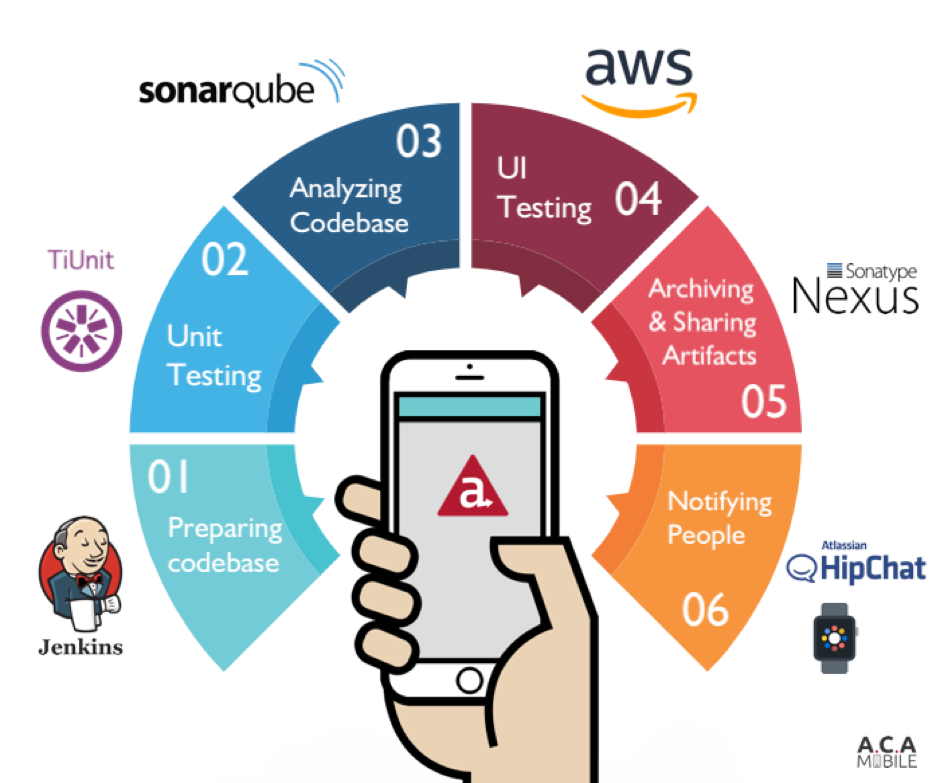 sonarqube
aws
03
Analyzing
Codebase
UI
Testing 04
TiUnit
02
Unit
Testing
Archiving
& Sharing
Artifacts
05
Sonatype
Nexus
01
Preparing
codebase
Jenkins
a
Notifying
People
06
Atlassian
HipChat
A.C.A
MOBILE